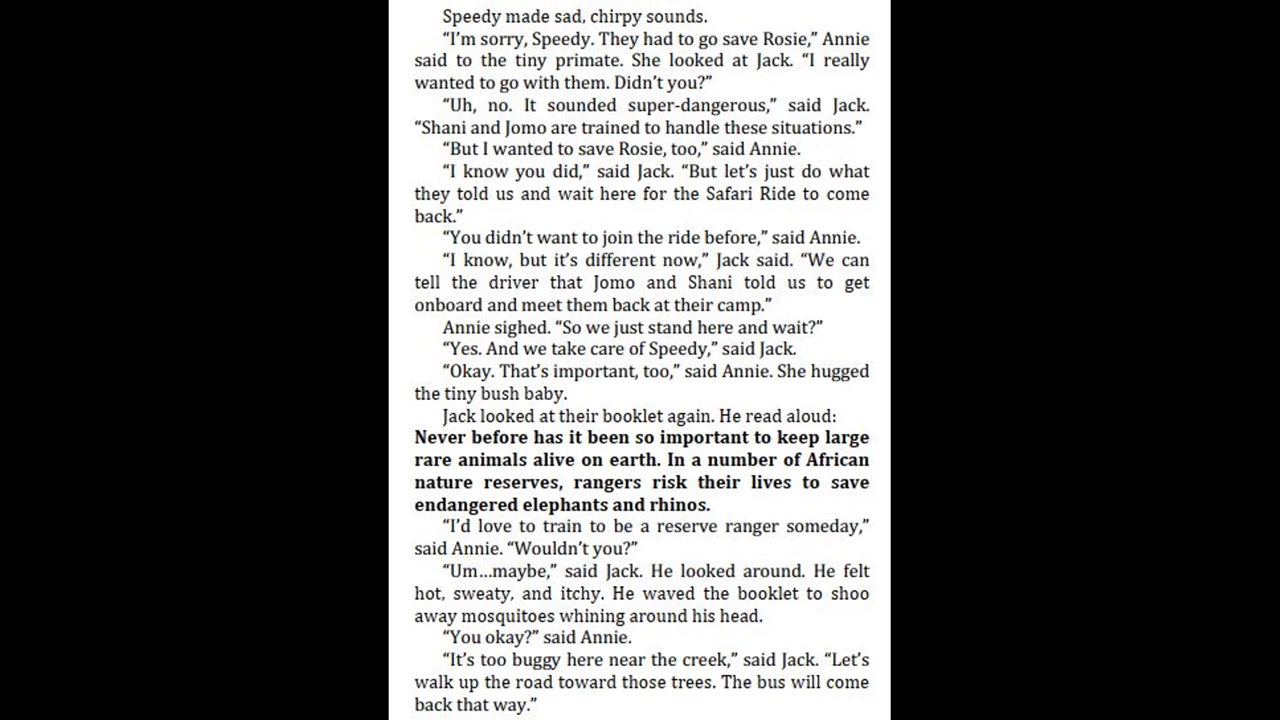 Speedy made sad, chirpy sounds.
“I’m sorry, Speedy. They had to go save Rosie,” Annie
said to the tiny primate. She looked at Jack. “I really
wanted to go with them. Didn’t you?”
“Uh, no. It sounded super-dangerous,” said Jack.
“Shani and Jomo are trained to handle these situations.”
“But I wanted to save Rosie, too,” said Annie.
“I know you did,” said Jack. “But let’s just do what
they told us and wait here for the Safari Ride to come
back.”
“You didn’t want to join the ride before,” said Annie.
“I know, but it’s different now,” Jack said. “We can
tell the driver that Jomo and Shani told us to get
onboard and meet them back at their camp.”
Annie sighed. “So we just stand here and wait?”
“Yes. And we take care of Speedy,” said Jack.
“Okay. That’s important, too,” said Annie. She hugged
the tiny bush baby.
Jack looked at their booklet again. He read aloud:
Never before has it been so important to keep large
rare animals alive on earth. In a number of African
nature reserves, rangers risk their lives to save
endangered elephants and rhinos.
“I’d love to train to be a reserve ranger someday,”
said Annie. “Wouldn’t you?”
“Um...maybe,” said Jack. He looked around. He felt
hot, sweaty, and itchy. He waved the booklet to shoo
away mosquitoes whining around his head.
“You okay?” said Annie.
“It’s too buggy here near the creek,” said Jack. “Let’s
walk up the road toward those trees. The bus will come
back that way.”